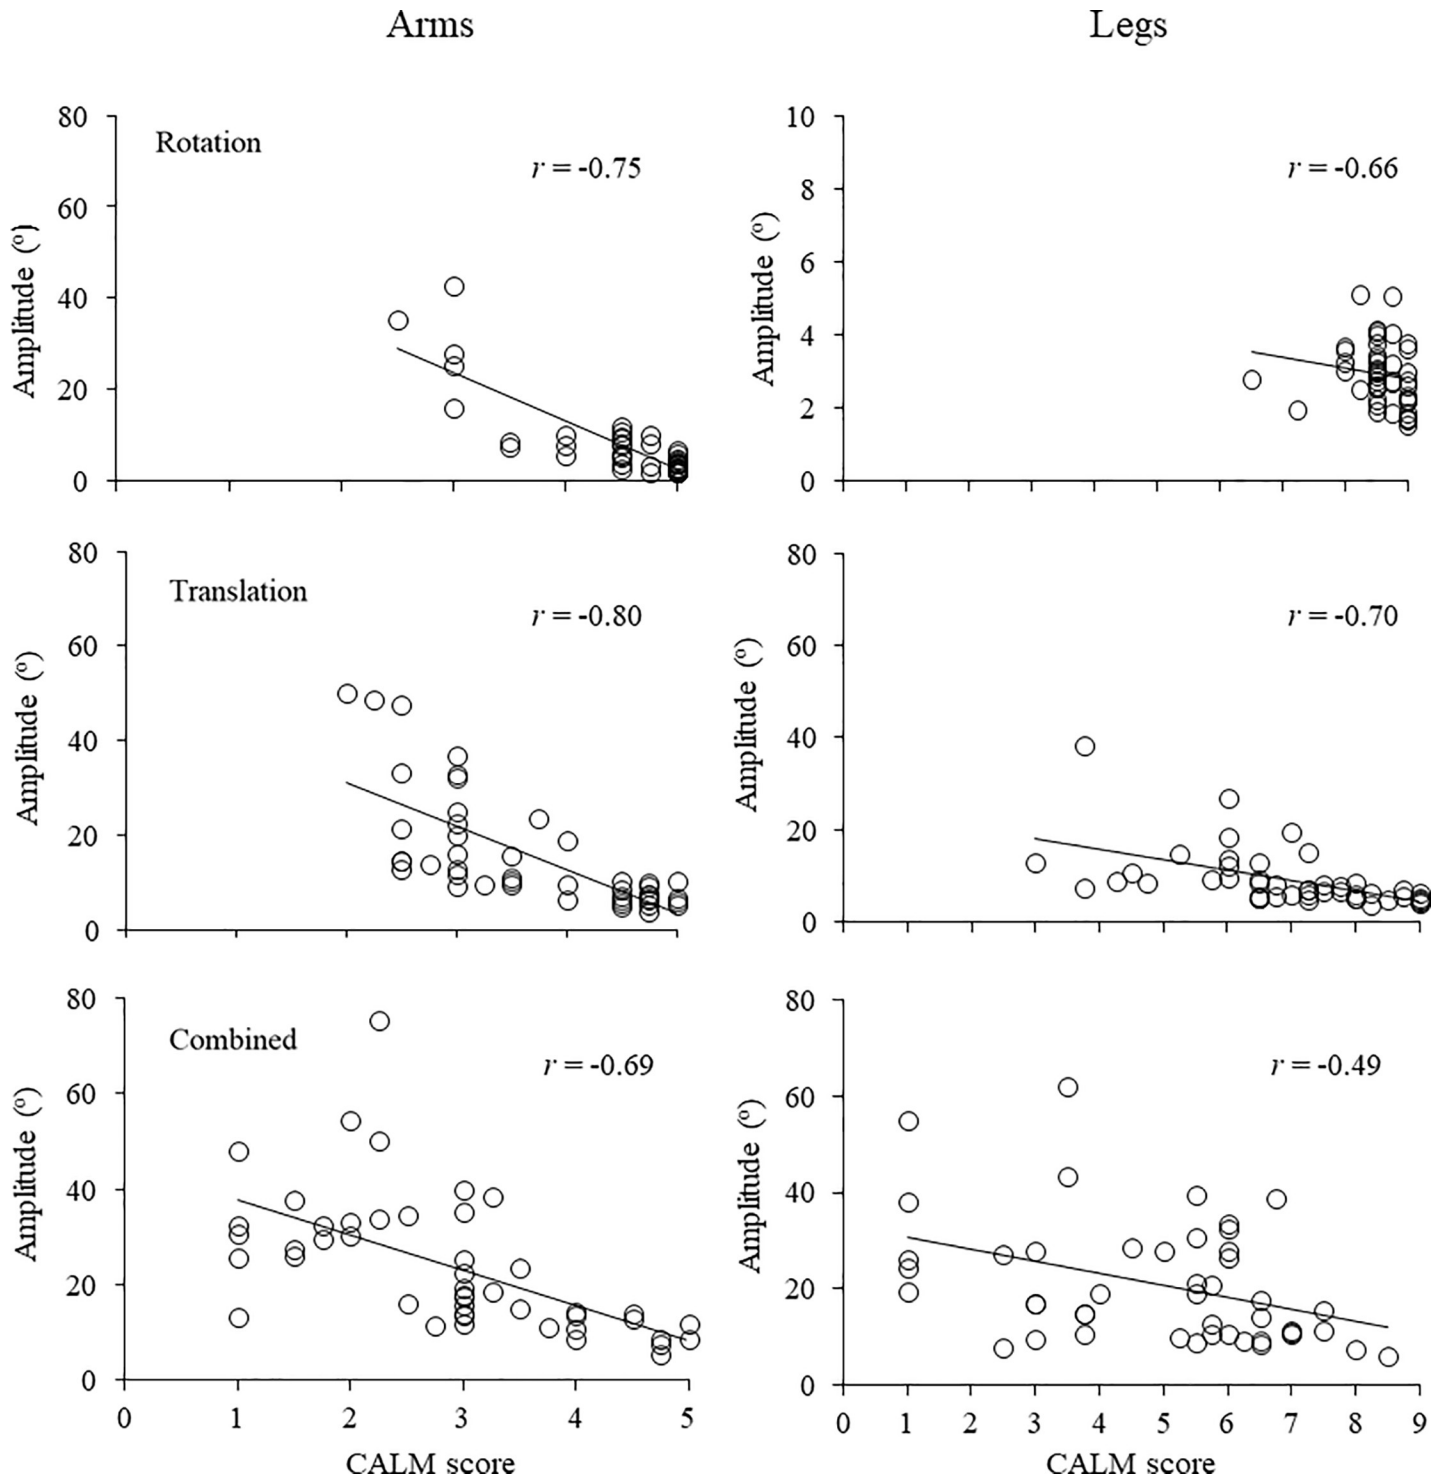 Arms
Legs
80
60
40
20
0
Amplitude (º)
Rotation
r = -0.75
10
8
6
4
2
0
Amplitude (º)
r = -0.66
80
60
40
20
0
Amplitude (º)
Translation
r = -0.80
80
60
40
20
0
Amplitude (º)
r = -0.70
80
60
40
20
0
Amplitude (º)
Combined
r = -0.69
0 1 2 3 4 5
CALM score
80
60
40
20
0
Amplitude (º)
r = -0.49
0 1 2 3 4 5 6 7 8 9
CALM score